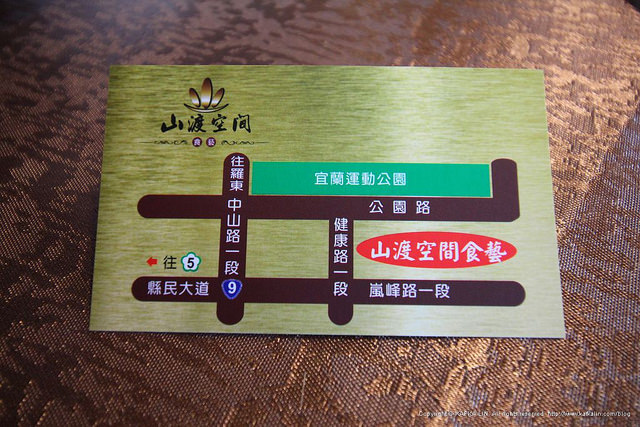 山渡空間
食藝
往羅東
宜蘭運動公園
中山路一段
公園路
健康路一段
山渡空間食藝
往5
縣民大道
9
嵐峰路一段